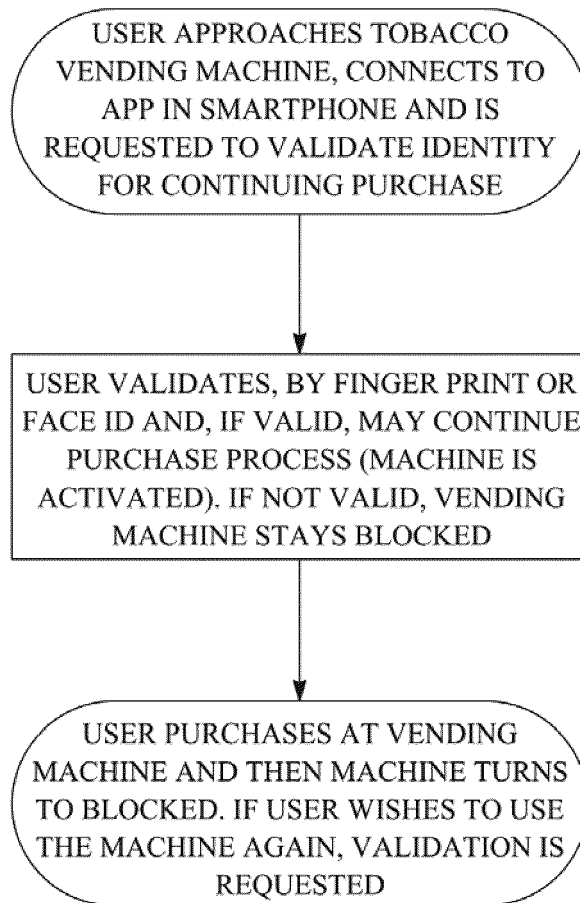 USER APPROACHES TOBACCO
VENDING MACHINE, CONNECTS TO
APP IN SMARTPHONE AND IS
REQUESTED TO VALIDATE IDENTITY
FOR CONTINUING PURCHASE
USER VALIDATES, BY FINGER PRINT OR
FACE ID AND, IF VALID, MAY CONTINUE
PURCHASE PROCESS (MACHINE IS
ACTIVATED). IF NOT VALID, VENDING
MACHINE STAYS BLOCKED
USER PURCHASES AT VENDING
MACHINE AND THEN MACHINE TURNS
TO BLOCKED. IF USER WISHES TO USE
THE MACHINE AGAIN, VALIDATION IS
REQUESTED